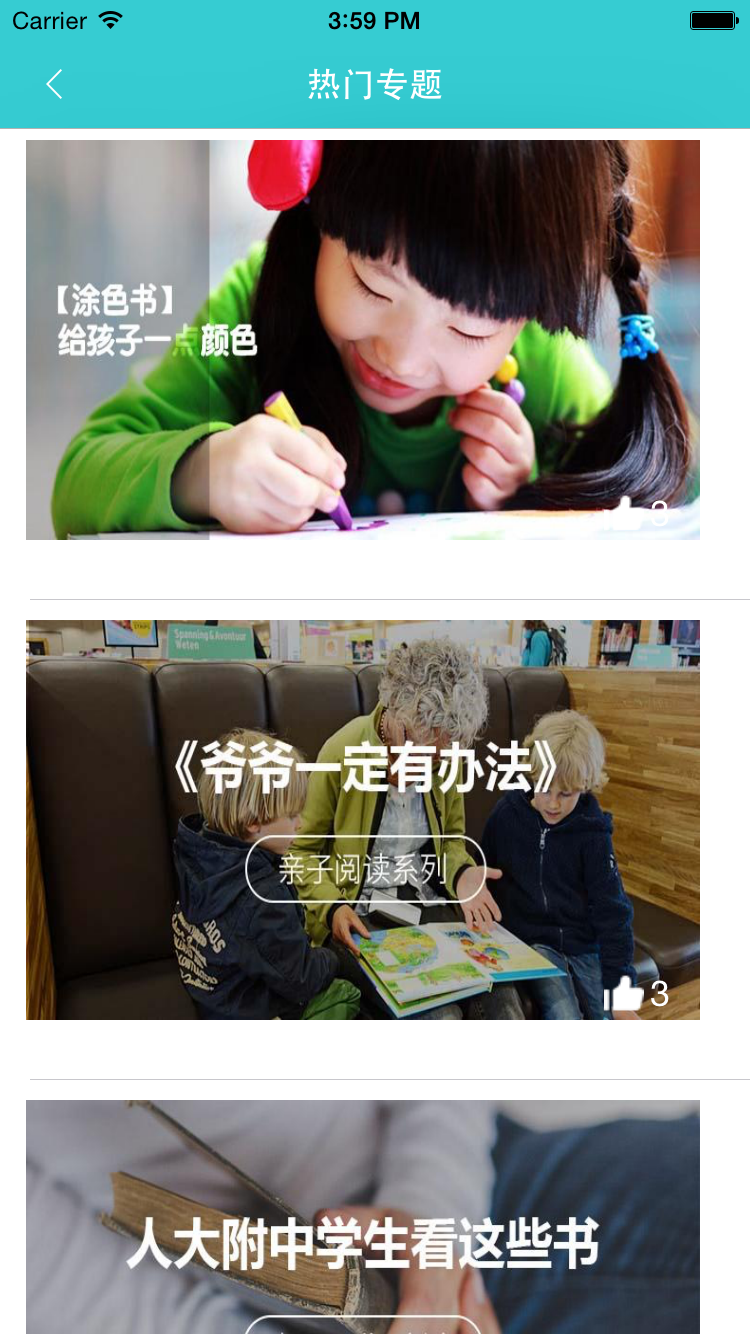 Carrier 3:59 PM
热门专题
【涂色书】
给孩子一点颜色
3
Spanning & Avontuur
Weten
《爷爷一定有办法》
亲子阅读系列
3
人大附中学生看这些书